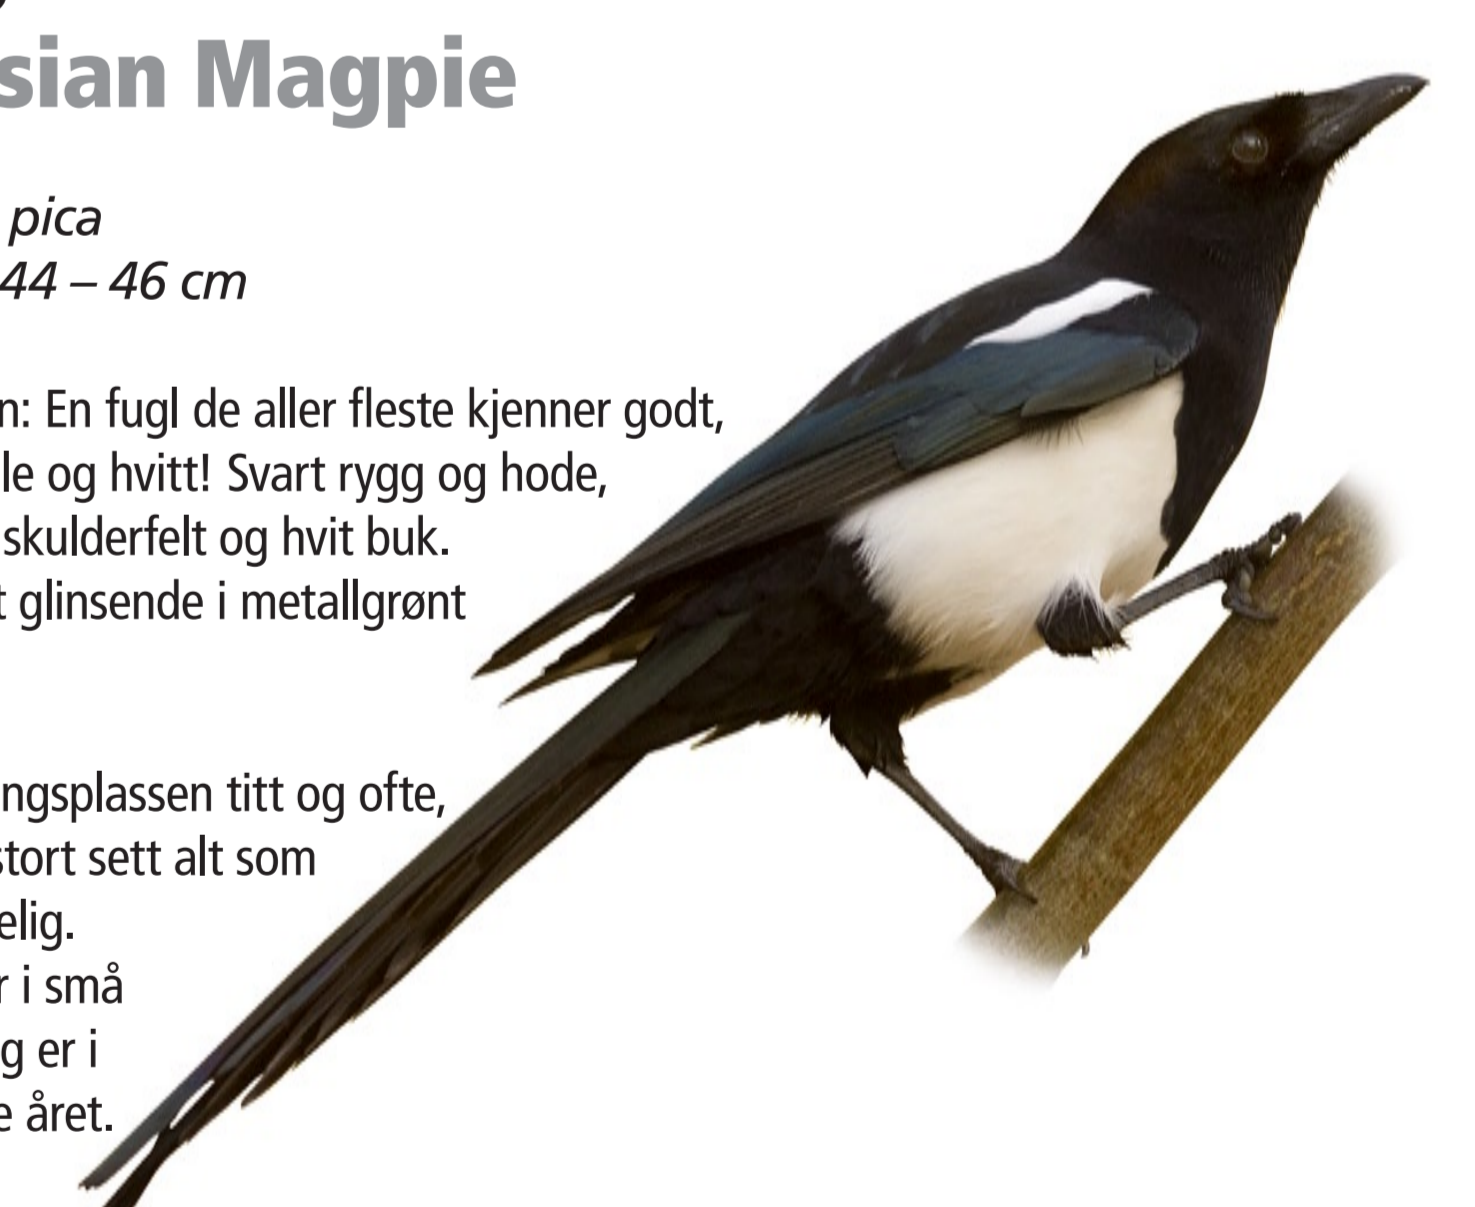 sian Magpie
pica
44 – 46 cm
n: En fugl de aller fleste kjenner godt,
le og hvitt! Svart rygg og hode,
skulderfelt og hvit buk.
t glinsende i metallgrønt
ngsplassen titt og ofte,
stort sett alt som
elig.
r i små
g er i
e året.